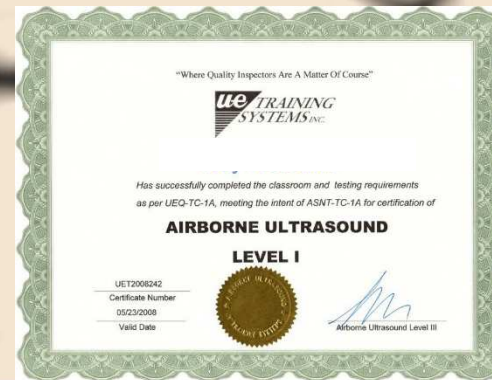 "Where Quality Inspectors Are A Matter Of Course"
ue TRAINING
SYSTEMS INC.
Has successfully completed the classroom and testing requirements
as per UEQ-TC-1A, meeting the intent of ASNT-TC-1A for certification of
AIRBORNE ULTRASOUND
LEVEL I
UET2008242
Certificate Number
05/23/2008
Valid Date
Airborne Ultrasound Level III